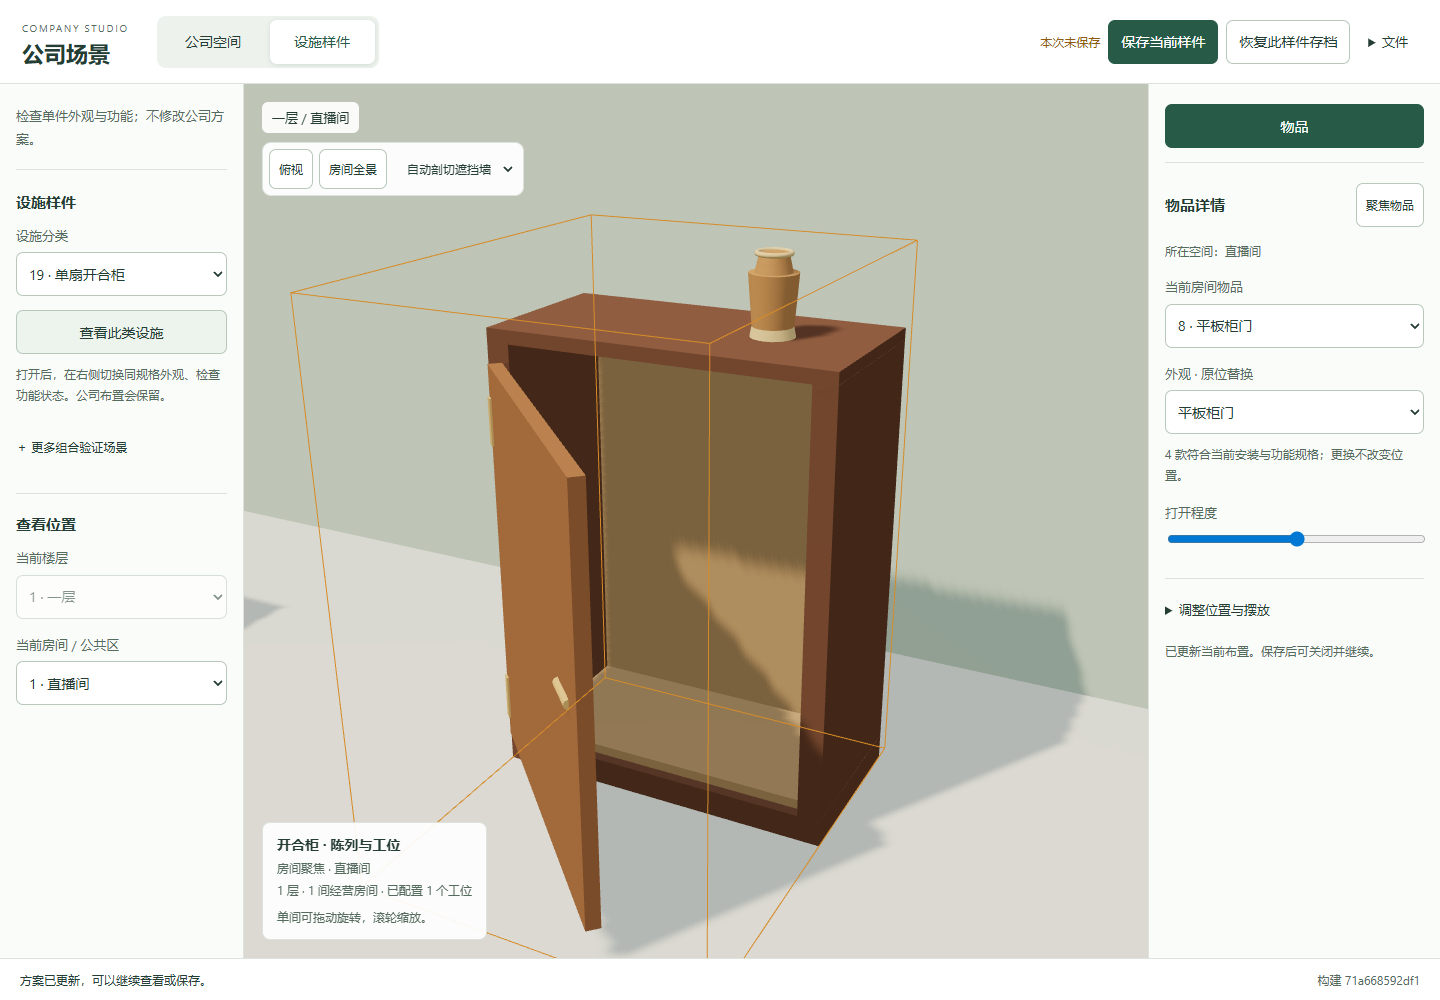 COMPANY STUDIO
公司场景
公司空间
设施样件
本次未保存
保存当前样件
恢复此样件存档
▶ 文件
检查单件外观与功能；不修改公司方
案。
设施样件
设施分类
19 · 单扇开合柜
查看此类设施
打开后，在右侧切换同规格外观、检查
功能状态。公司布置会保留。
+ 更多组合验证场景
查看位置
当前楼层
1 · 一层
当前房间 / 公共区
1 · 直播间
一层 / 直播间
俯视
房间全景
自动剖切遮挡墙
开合柜 · 陈列与工位
房间聚焦 · 直播间
1 层 · 1 间经营房间 · 已配置 1 个工位
单间可拖动旋转，滚轮缩放。
物品
物品详情
聚焦物品
所在空间：直播间
当前房间物品
8 · 平板柜门
外观 · 原位替换
平板柜门
4 款符合当前安装与功能规格；更换不改变位
置。
打开程度
▶ 调整位置与摆放
已更新当前布置。保存后可关闭并继续。
方案已更新，可以继续查看或保存。
构建 71a668592df1